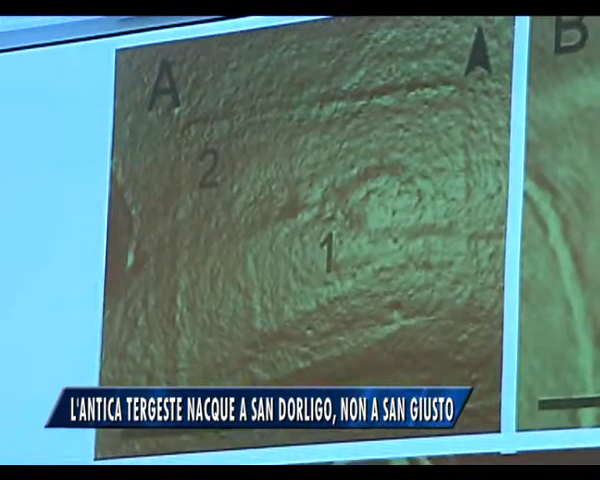 A
B
2
1
L'ANTICA TERGESTE NACQUE A SAN DORLIGO, NON A SAN GIUSTO